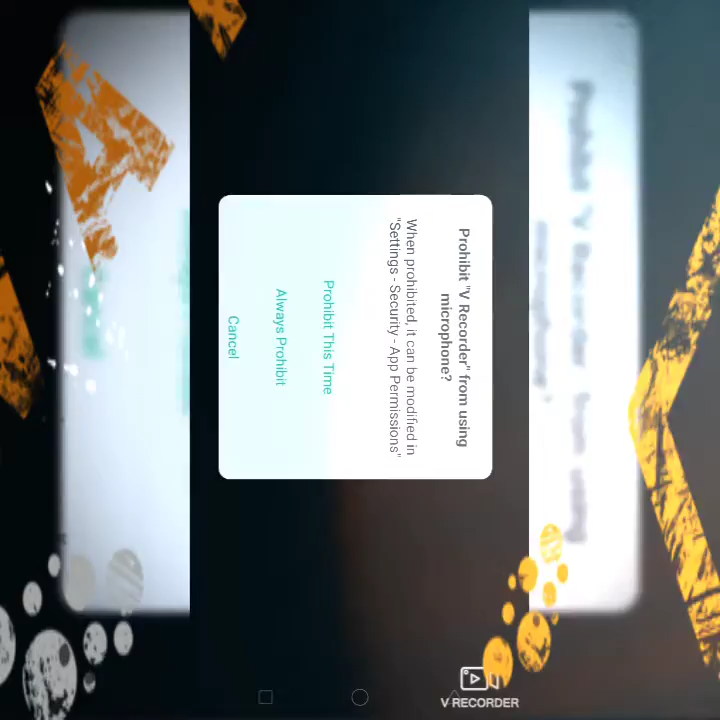 Prohibit "V Recorder" from using
microphone?
When prohibited, it can be modified in
"Settings - Security - App Permissions"
Prohibit This Time
Always Prohibit
Cancel
V RECORDER